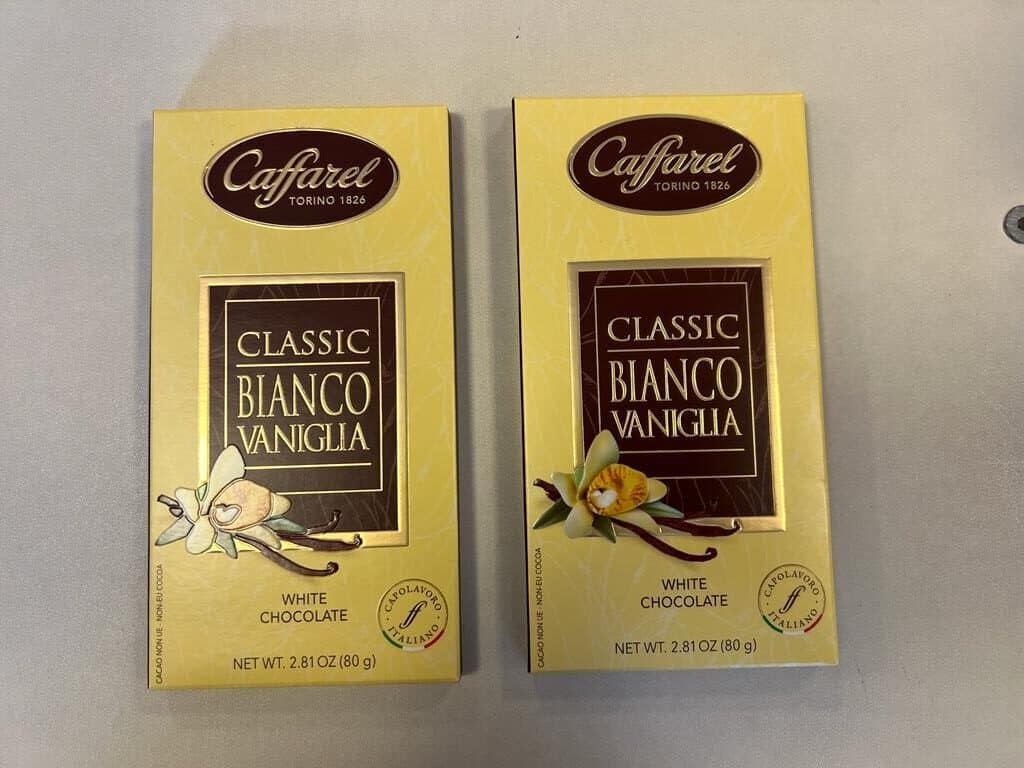 Caffarel
TORINO 1826
CLASSIC
BIANCO
VANIGLIA
WHITE
CHOCOLATE
CAPOLAVORO
ff
ITALIANO
NET WT. 2.81 OZ (80 g)
CACAO NON UE - NON-EU COCOA
Caffarel
TORINO 1826
CLASSIC
BIANCO
VANIGLIA
WHITE
CHOCOLATE
CAPOLAVORO
ff
ITALIANO
NET WT. 2.81 OZ (80 g)
CACAO NON UE - NON-EU COCOA